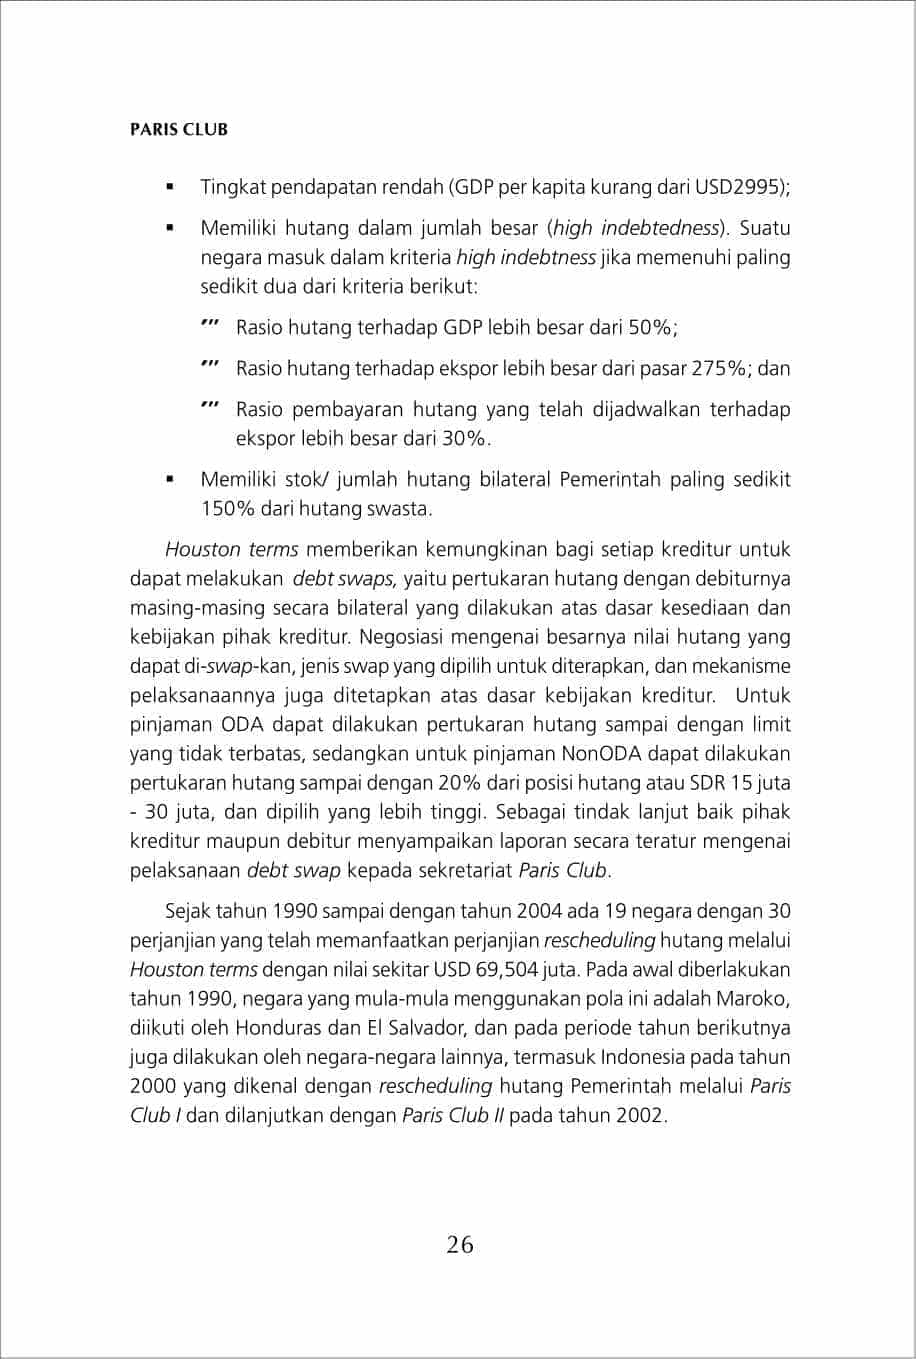 PARIS CLUB
▪ Tingkat pendapatan rendah (GDP per kapita kurang dari USD2995);
▪ Memiliki hutang dalam jumlah besar (high indebtedness). Suatu
negara masuk dalam kriteria high indebtness jika memenuhi paling
sedikit dua dari kriteria berikut:
‴ Rasio hutang terhadap GDP lebih besar dari 50%;
‴ Rasio hutang terhadap ekspor lebih besar dari pasar 275%; dan
‴ Rasio pembayaran hutang yang telah dijadwalkan terhadap
ekspor lebih besar dari 30%.
▪ Memiliki stok/ jumlah hutang bilateral Pemerintah paling sedikit
150% dari hutang swasta.
Houston terms memberikan kemungkinan bagi setiap kreditur untuk
dapat melakukan debt swaps, yaitu pertukaran hutang dengan debiturnya
masing-masing secara bilateral yang dilakukan atas dasar kesediaan dan
kebijakan pihak kreditur. Negosiasi mengenai besarnya nilai hutang yang
dapat di-swap-kan, jenis swap yang dipilih untuk diterapkan, dan mekanisme
pelaksanaannya juga ditetapkan atas dasar kebijakan kreditur. Untuk
pinjaman ODA dapat dilakukan pertukaran hutang sampai dengan limit
yang tidak terbatas, sedangkan untuk pinjaman NonODA dapat dilakukan
pertukaran hutang sampai dengan 20% dari posisi hutang atau SDR 15 juta
- 30 juta, dan dipilih yang lebih tinggi. Sebagai tindak lanjut baik pihak
kreditur maupun debitur menyampaikan laporan secara teratur mengenai
pelaksanaan debt swap kepada sekretariat Paris Club.
Sejak tahun 1990 sampai dengan tahun 2004 ada 19 negara dengan 30
perjanjian yang telah memanfaatkan perjanjian rescheduling hutang melalui
Houston terms dengan nilai sekitar USD 69,504 juta. Pada awal diberlakukan
tahun 1990, negara yang mula-mula menggunakan pola ini adalah Maroko,
diikuti oleh Honduras dan El Salvador, dan pada periode tahun berikutnya
juga dilakukan oleh negara-negara lainnya, termasuk Indonesia pada tahun
2000 yang dikenal dengan rescheduling hutang Pemerintah melalui Paris
Club I dan dilanjutkan dengan Paris Club II pada tahun 2002.
26